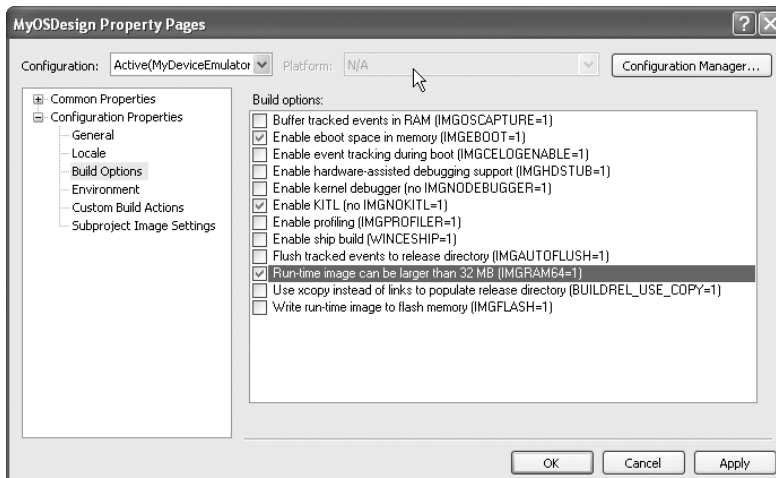 MyOSDesign Property Pages
Configuration: Active(MyDeviceEmulator Platform: N/A Configuration Manager...
Common Properties
Configuration Properties
General
Locale
Build Options
Environment
Custom Build Actions
Subproject Image Settings
Build options:
Buffer tracked events in RAM (IMGOSCAPTURE=1)
Enable eboot space in memory (IMGEBOOT=1)
Enable event tracking during boot (IMGCELOGENABLE=1)
Enable hardware-assisted debugging support (IMGHDSTUB=1)
Enable kernel debugger (no IMGNODEBUGGER=1)
Enable KITL (no IMGNOKITL=1)
Enable profiling (IMGPROFILER=1)
Enable ship build (WINCESHIP=1)
Flush tracked events to release directory (IMGAUTOFLUSH=1)
Run-time image can be larger than 32 MB (IMGRAM64=1)
Use xcopy instead of links to populate release directory (BUILDREL_USE_COPY=1)
Write run-time image to flash memory (IMGFLASH=1)
OK Cancel Apply